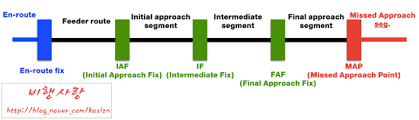 En-route
Feeder route
Initial approach
segment
Intermediate
segment
Final approach
segment
Missed Approach
seg.
En-route fix
IAF
(Initial Approach Fix)
IF
(Intermediate Fix)
FAF
(Final Approach Fix)
MAP
(Missed Approach Point)
비행사랑
http://blog.naver.com/kaslzn